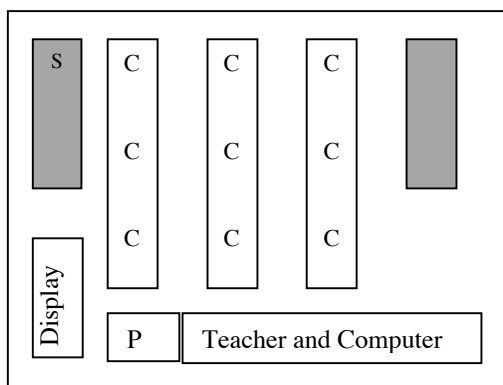 S C C C
C C C
C C C
Display
P Teacher and Computer